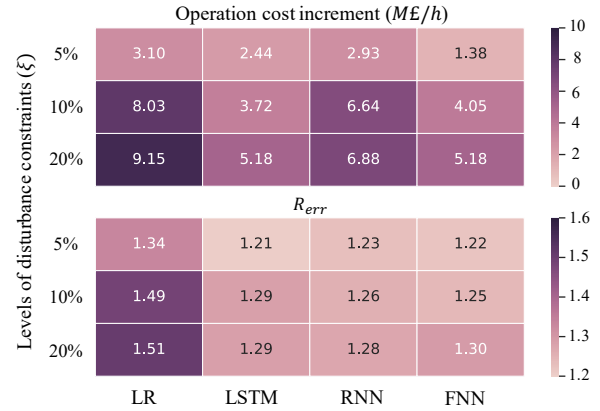 Operation cost increment (M£/h)
Levels of disturbance constraints (ξ)
5% 3.10 2.44 2.93 1.38
10% 8.03 3.72 6.64 4.05
20% 9.15 5.18 6.88 5.18
10
8
6
4
2
0
R_err
5% 1.34 1.21 1.23 1.22
10% 1.49 1.29 1.26 1.25
20% 1.51 1.29 1.28 1.30
1.6
1.5
1.4
1.3
1.2
LR LSTM RNN FNN